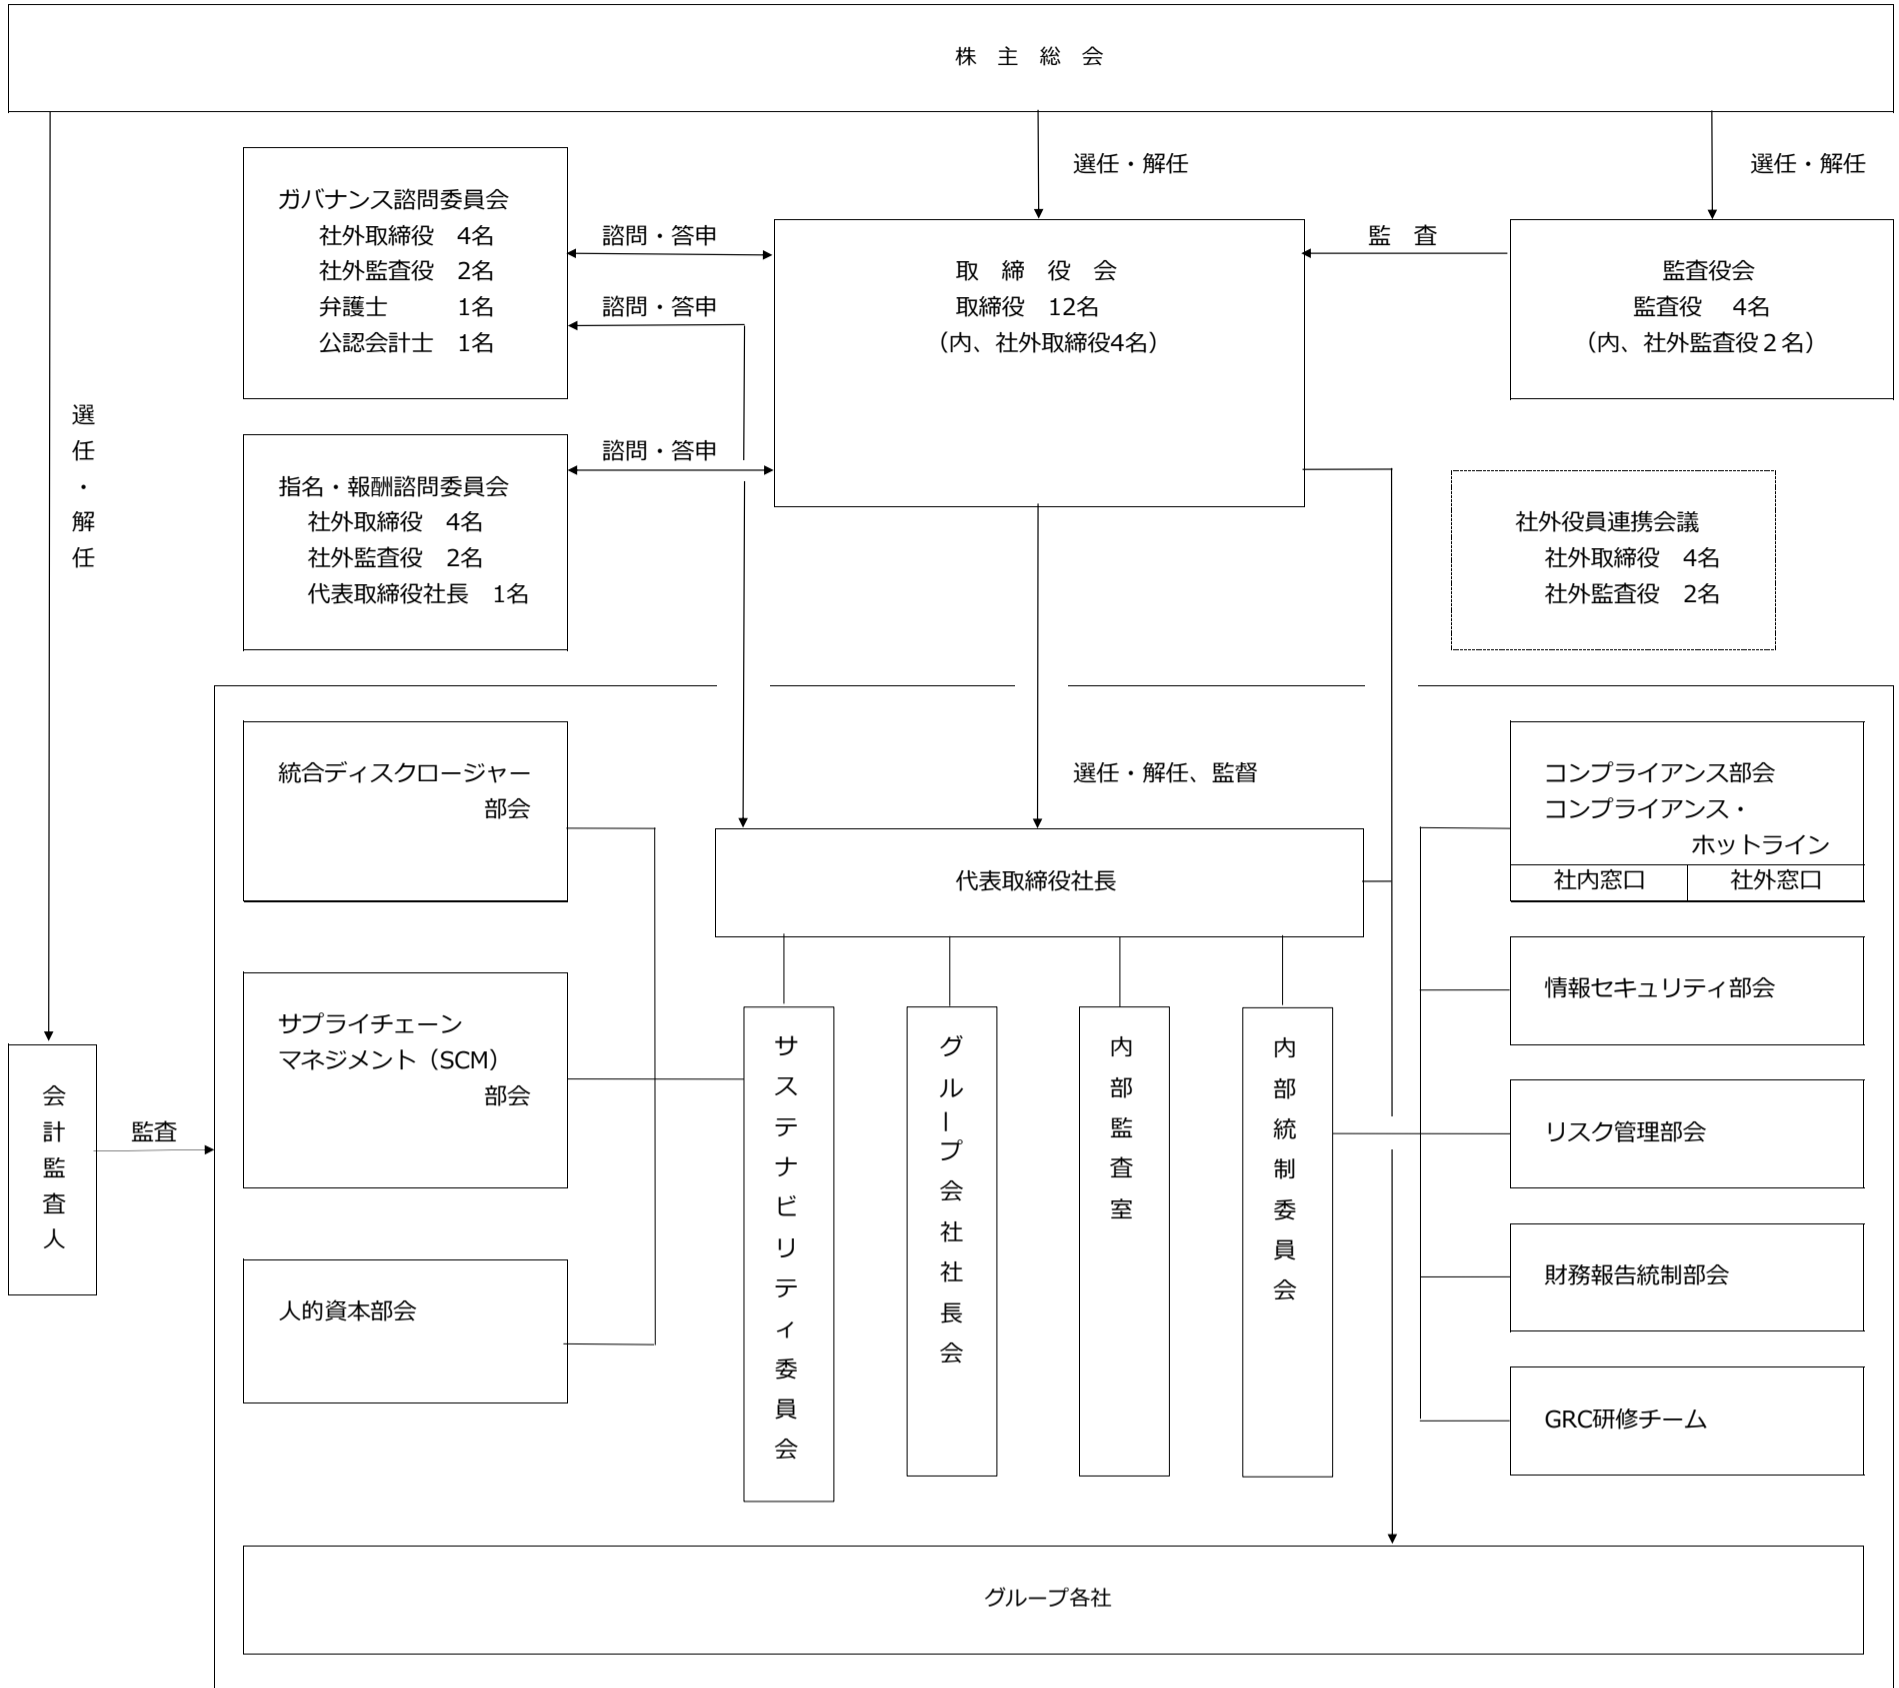 株　主　総　会
選任・解任
選任・解任
ガバナンス諮問委員会
社外取締役　4名
社外監査役　2名
弁護士　　　1名
公認会計士　1名
諮問・答申
諮問・答申
取　締　役　会
取締役　12名
（内、社外取締役4名）
監　査
監査役会
監査役　4名
（内、社外監査役２名）
選任・解任
指名・報酬諮問委員会
社外取締役　4名
社外監査役　2名
代表取締役社長　1名
諮問・答申
社外役員連携会議
社外取締役　4名
社外監査役　2名
統合ディスクロージャー
部会
選任・解任、監督
コンプライアンス部会
コンプライアンス・
ホットライン
社内窓口
社外窓口
代表取締役社長
サプライチェーン
マネジメント（SCM）
部会
情報セキュリティ部会
会計監査人
監査
サステナビリティ委員会
グループ会社社長会
内部監査室
内部統制委員会
リスク管理部会
人的資本部会
財務報告統制部会
GRC研修チーム
グループ各社